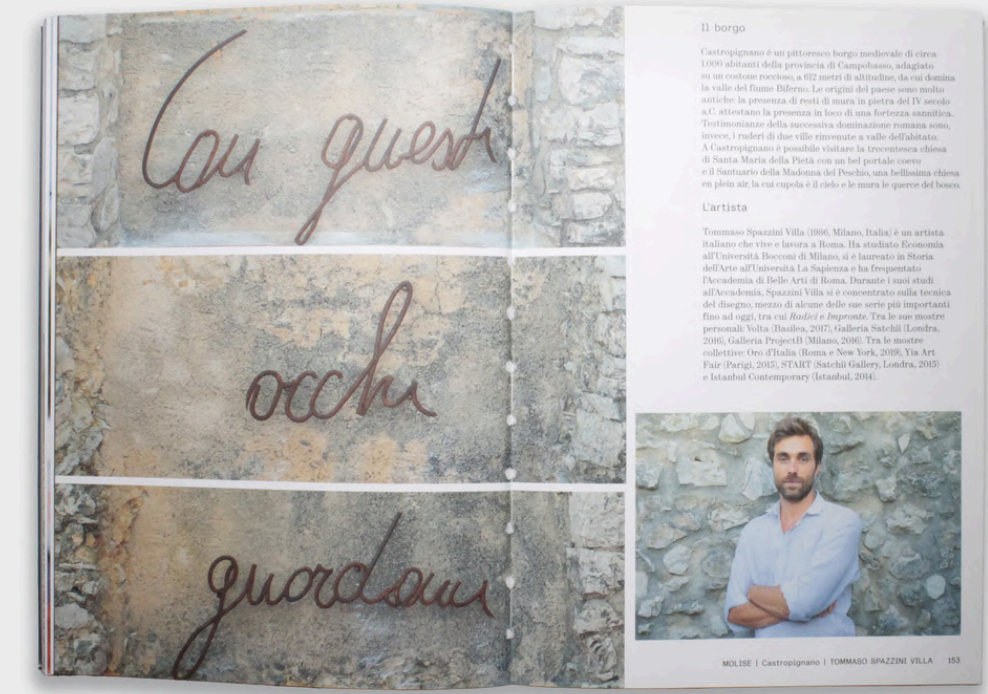 Con questi
occhi
guardami
Il borgo
Castropignano è un pittoresco borgo medievale di circa
1.000 abitanti della provincia di Campobasso, adagiato
su un costone roccioso, a 612 metri di altitudine, da cui domina
la valle del fiume Biferno. Le origini del paese sono molto
antiche: la presenza di resti di mura in pietra del IV secolo
a.C. attestano la presenza in loco di una fortezza sannitica.
Testimonianze della successiva dominazione romana sono,
invece, i ruderi di due ville rinvenute a valle dell'abitato.
A Castropignano è possibile visitare la trecentesca chiesa
di Santa Maria della Pietà con un bel portale coevo
e il Santuario della Madonna del Peschio, una bellissima chiesa
en plein air, la cui cupola è il cielo e le mura le querce del bosco.
L'artista
Tommaso Spazzini Villa (1986, Milano, Italia) è un artista
italiano che vive e lavora a Roma. Ha studiato Economia
all'Università Bocconi di Milano, si è laureato in Storia
dell'Arte all'Università La Sapienza e ha frequentato
l'Accademia di Belle Arti di Roma. Durante i suoi studi
all'Accademia, Spazzini Villa si è concentrato sulla tecnica
del disegno, mezzo di alcune delle sue serie più importanti
fino ad oggi, tra cui Radici e Impronte. Tra le sue mostre
personali: Volta (Basilea, 2017), Galleria Satchii (Londra,
2016), Galleria ProjectB (Milano, 2016). Tra le mostre
collettive: Oro d'Italia (Roma e New York, 2019), Yia Art
Fair (Parigi, 2015), START (Satchii Gallery, Londra, 2015)
e Istanbul Contemporary (Istanbul, 2014).
MOLISE | Castropignano | TOMMASO SPAZZINI VILLA 153